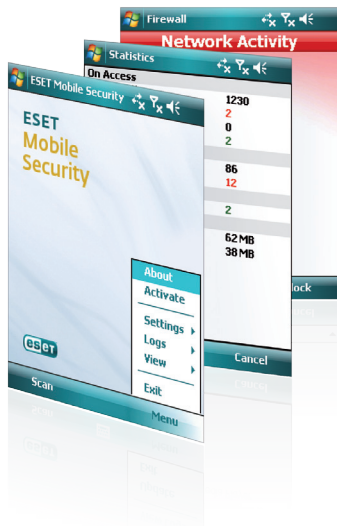 Firewall
Network Activity
Statistics
On Access
1230
2
0
2
86
12
2
62 MB
38 MB
lock
Cancel
ESET Mobile Security
ESET
Mobile
Security
About
Activate
Settings
Logs
View
Exit
eseT
Scan
Menu